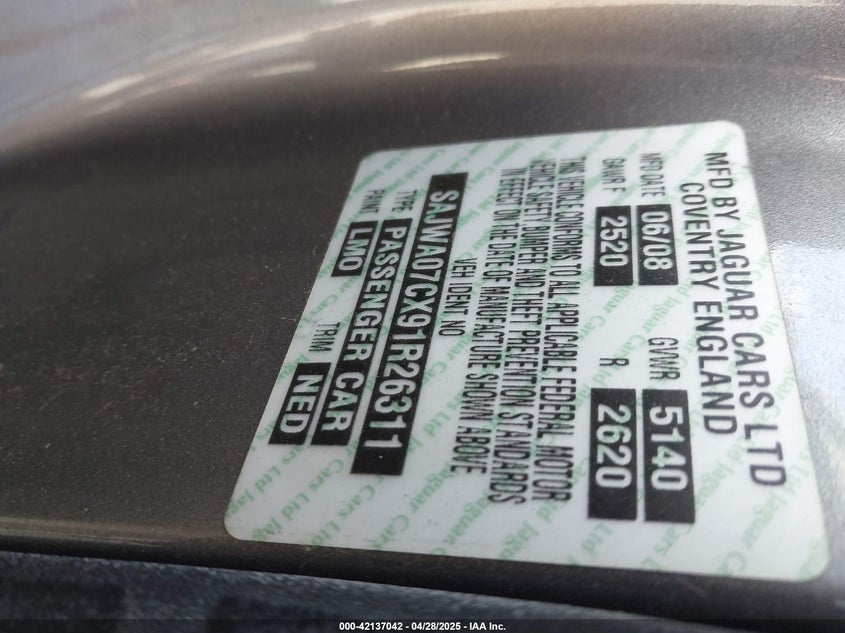 MFD BY JAGUAR CARS LTD
COVENTRY ENGLAND
MFD DATE 06/08 GVWR 5140
GAWR F 2520 R 2620
THIS VEHICLE CONFORMS TO ALL APPLICABLE FEDERAL MOTOR
VEHICLE SAFETY BUMPER AND THEFT PREVENTION STANDARDS
IN EFFECT ON THE DATE OF MANUFACTURE SHOWN ABOVE
VEH IDENT NO
SAJWA07CX91R26311
TYPE PASSENGER CAR
PAINT LMO TRIM NED
000-42137042 / 04/28/2025 - IAA Inc.